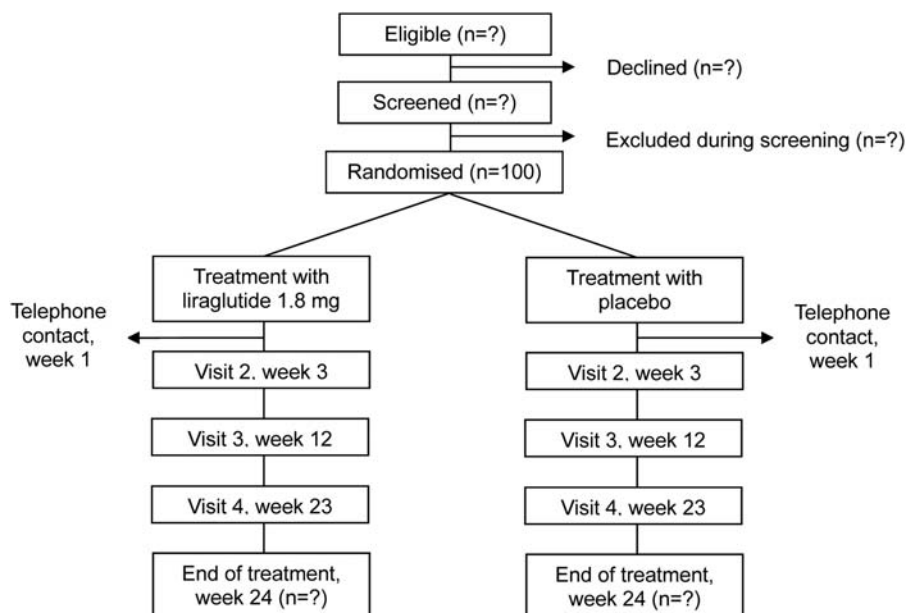 Eligible (n=?)
Declined (n=?)
Screened (n=?)
Excluded during screening (n=?)
Randomised (n=100)
Treatment with
liraglutide 1.8 mg
Treatment with
placebo
Telephone
contact,
week 1
Telephone
contact,
week 1
Visit 2. week 3
Visit 2. week 3
Visit 3. week 12
Visit 3. week 12
Visit 4. week 23
Visit 4. week 23
End of treatment,
week 24 (n=?)
End of treatment,
week 24 (n=?)